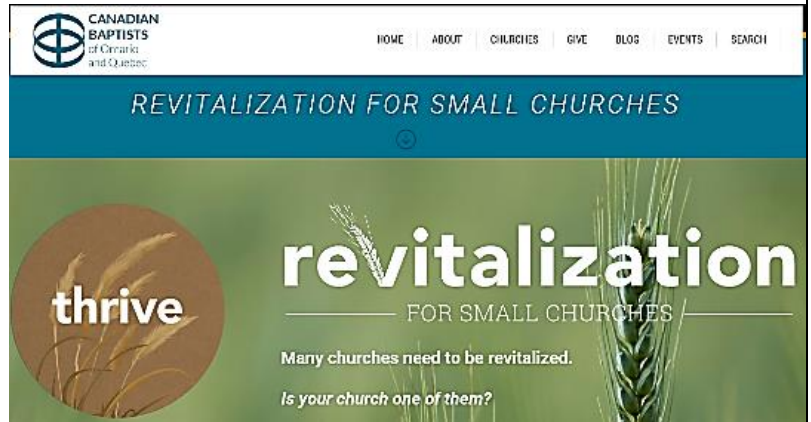 CANADIAN
BAPTISTS
of Ontario
and Quebec
HOME ABOUT CHURCHES GIVE BLOG EVENTS SEARCH
REVITALIZATION FOR SMALL CHURCHES
thrive
revitalization
FOR SMALL CHURCHES
Many churches need to be revitalized.
Is your church one of them?